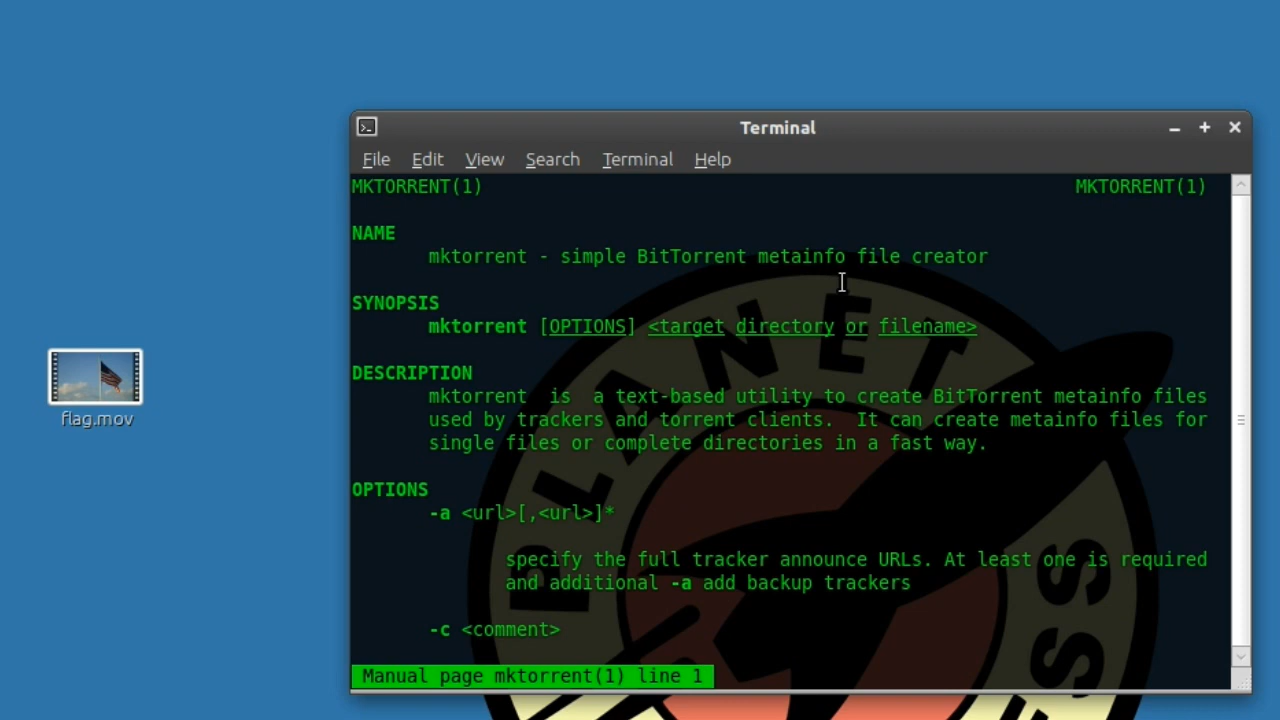 Terminal
File Edit View Search Terminal Help
MKTORRENT(1) MKTORRENT(1)
NAME
mktorrent - simple BitTorrent metainfo file creator
SYNOPSIS
mktorrent [OPTIONS] <target directory or filename>
DESCRIPTION
mktorrent is a text-based utility to create BitTorrent metainfo files
used by trackers and torrent clients. It can create metainfo files for
single files or complete directories in a fast way.
OPTIONS
-a <url>[,<url>]*
specify the full tracker announce URLs. At least one is required
and additional -a add backup trackers
-c <comment>
Manual page mktorrent(1) line 1
flag.mov
PLANET
ESS